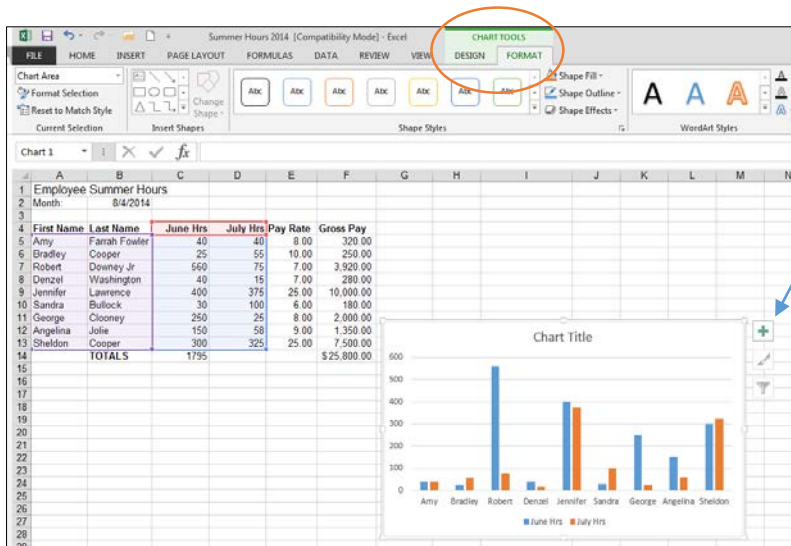 Summer Hours 2014 [Compatibility Mode] - Excel
CHART TOOLS
FILE HOME INSERT PAGE LAYOUT FORMULAS DATA REVIEW VIEW DESIGN FORMAT
Chart Area
Format Selection
Reset to Match Style
Current Selection
Change Shape
Insert Shapes
Abc Abc Abc Abc Abc Abc
Shape Styles
Shape Fill
Shape Outline
Shape Effects
A A A
WordArt Styles
Chart 1 fx
A B C D E F G H I J K L M N
1 Employee Summer Hours
2 Month: 8/4/2014
3
4 First Name Last Name June Hrs July Hrs Pay Rate Gross Pay
5 Amy Farrah Fowler 40 40 8.00 320.00
6 Bradley Cooper 25 55 10.00 250.00
7 Robert Downey Jr 560 75 7.00 3,920.00
8 Denzel Washington 40 15 7.00 280.00
9 Jennifer Lawrence 400 375 25.00 10,000.00
10 Sandra Bullock 30 100 6.00 180.00
11 George Clooney 250 25 8.00 2,000.00
12 Angelina Jolie 150 58 9.00 1,350.00
13 Sheldon Cooper 300 325 25.00 7,500.00
14 TOTALS 1795 $25,800.00
15
16
17
18
19
20
21
22
23
24
25
26
27
28
Chart Title
600
500
400
300
200
100
0
Amy Bradley Robert Denzel Jennifer Sandra George Angelina Sheldon
June Hrs July Hrs